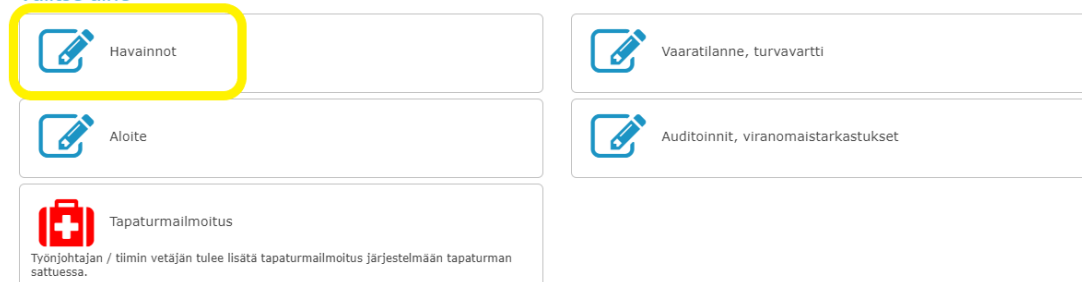 Havainnot
Vaaratilanne, turvavartti
Aloite
Auditoinnit, viranomaistarkastukset
Tapaturmailmoitus
Työnjohtajan / tiimin vetäjän tulee lisätä tapaturmailmoitus järjestelmään tapaturman
sattuessa.